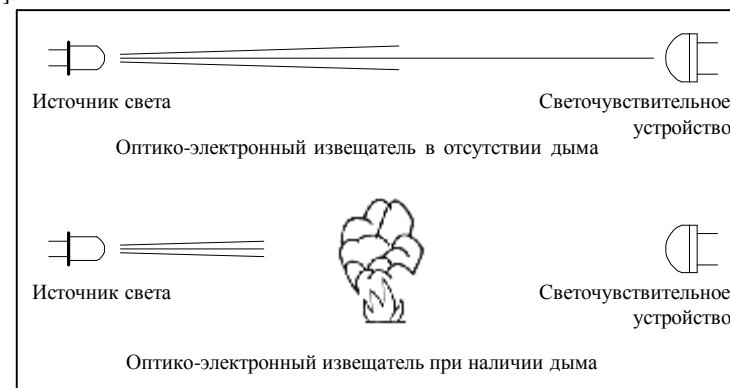 ]
Источник света
Светочувствительное
устройство
Оптико-электронный извещатель в отсутствии дыма
Источник света
Светочувствительное
устройство
Оптико-электронный извещатель при наличии дыма